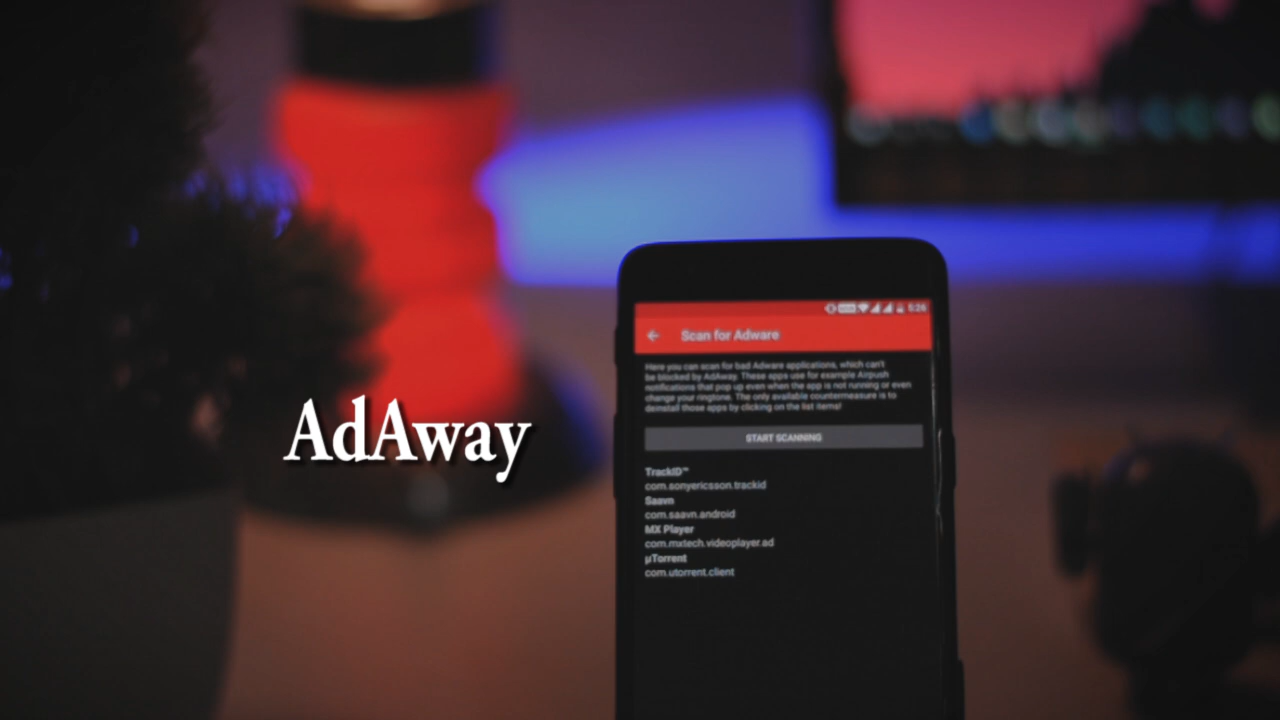 5:26
Scan for Adware
Here you can scan for bad Adware applications, which can't
be blocked by AdAway. These apps use for example Airpush
notifications that pop up even when the app is not running or even
change your ringtone. The only available countermeasure is to
deinstall those apps by clicking on the list items!
START SCANNING
AdAway
TrackID™
com.sonyericsson.trackid
Saavn
com.saavn.android
MX Player
com.mxtech.videoplayer.ad
µTorrent
com.utorrent.client